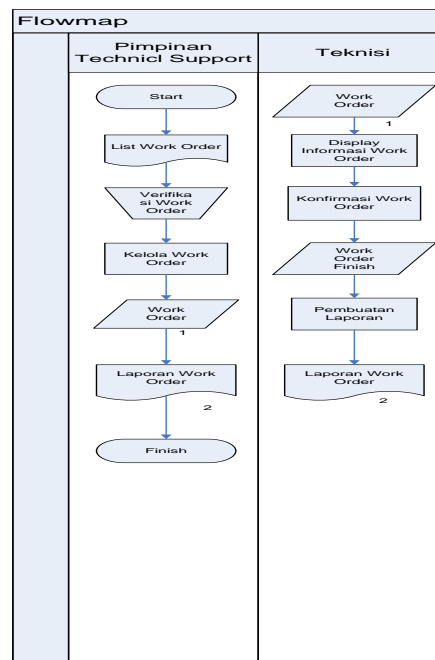 Flowmap
Pimpinan
Technicl Support
Start
List Work Order
Verifika
si Work
Order
Kelola Work
Order
Work
Order
1
Laporan Work
Order
2
Finish
Teknisi
Work
Order
1
Display
Informasi Work
Order
Konfirmasi Work
Order
Work
Order
Finish
Pembuatan
Laporan
Laporan Work
Order
2